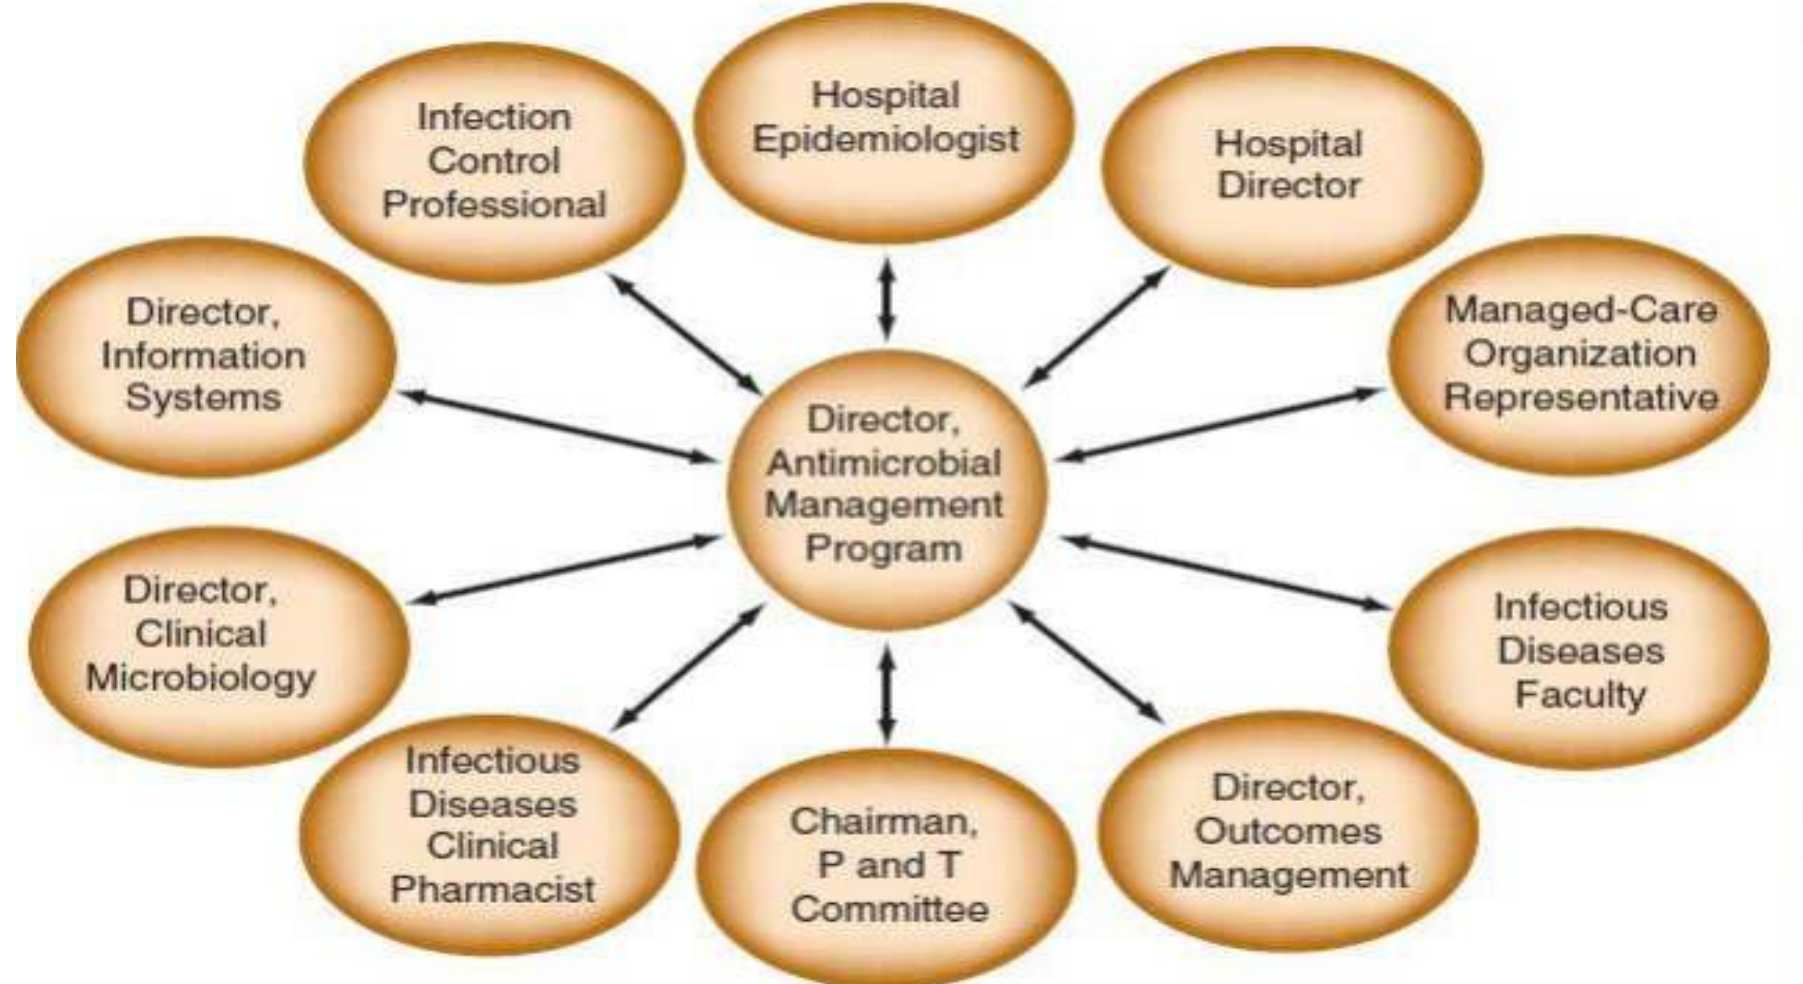 Hospital
Epidemiologist
Infection
Control
Professional
Hospital
Director
Director,
Information
Systems
Managed-Care
Organization
Representative
Director,
Antimicrobial
Management
Program
Director,
Clinical
Microbiology
Infectious
Diseases
Faculty
Infectious
Diseases
Clinical
Pharmacist
Chairman,
P and T
Committee
Director,
Outcomes
Management